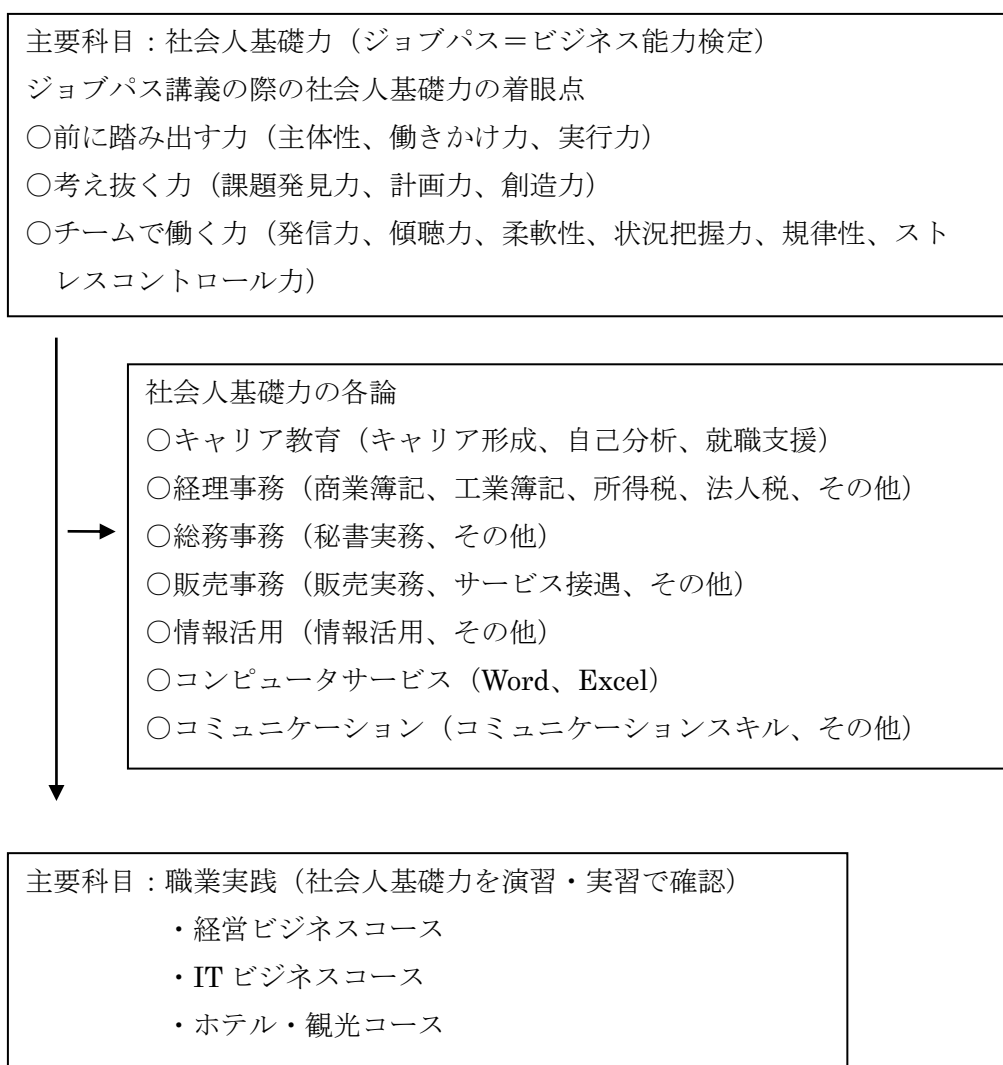 主要科目：社会人基礎力（ジョブパス＝ビジネス能力検定）
ジョブパス講義の際の社会人基礎力の着眼点
○前に踏み出す力（主体性、働きかけ力、実行力）
○考え抜く力（課題発見力、計画力、創造力）
○チームで働く力（発信力、傾聴力、柔軟性、状況把握力、規律性、スト
レスコントロール力）
社会人基礎力の各論
○キャリア教育（キャリア形成、自己分析、就職支援）
○経理事務（商業簿記、工業簿記、所得税、法人税、その他）
○総務事務（秘書実務、その他）
○販売事務（販売実務、サービス接遇、その他）
○情報活用（情報活用、その他）
○コンピュータサービス（Word、Excel）
○コミュニケーション（コミュニケーションスキル、その他）
主要科目：職業実践（社会人基礎力を演習・実習で確認）
・経営ビジネスコース
・IT ビジネスコース
・ホテル・観光コース